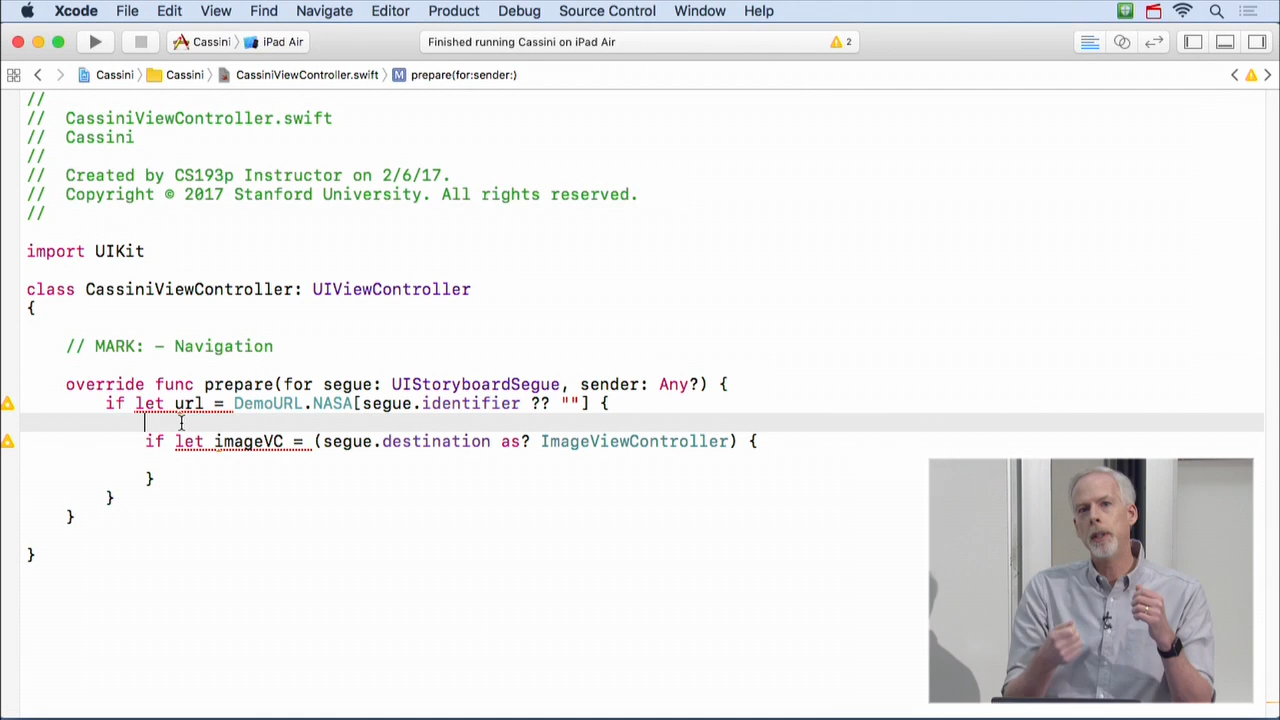 Xcode File Edit View Find Navigate Editor Product Debug Source Control Window Help
Cassini iPad Air Finished running Cassini on iPad Air 2
Cassini Cassini CassiniViewController.swift M prepare(for:sender:)
//
// CassiniViewController.swift
// Cassini
//
// Created by CS193p Instructor on 2/6/17.
// Copyright © 2017 Stanford University. All rights reserved.
//
import UIKit
class CassiniViewController: UIViewController
{
// MARK: - Navigation
override func prepare(for segue: UIStoryboardSegue, sender: Any?) {
if let url = DemoURL.NASA[segue.identifier ?? ""] {
if let imageVC = (segue.destination as? ImageViewController) {
}
}
}
}